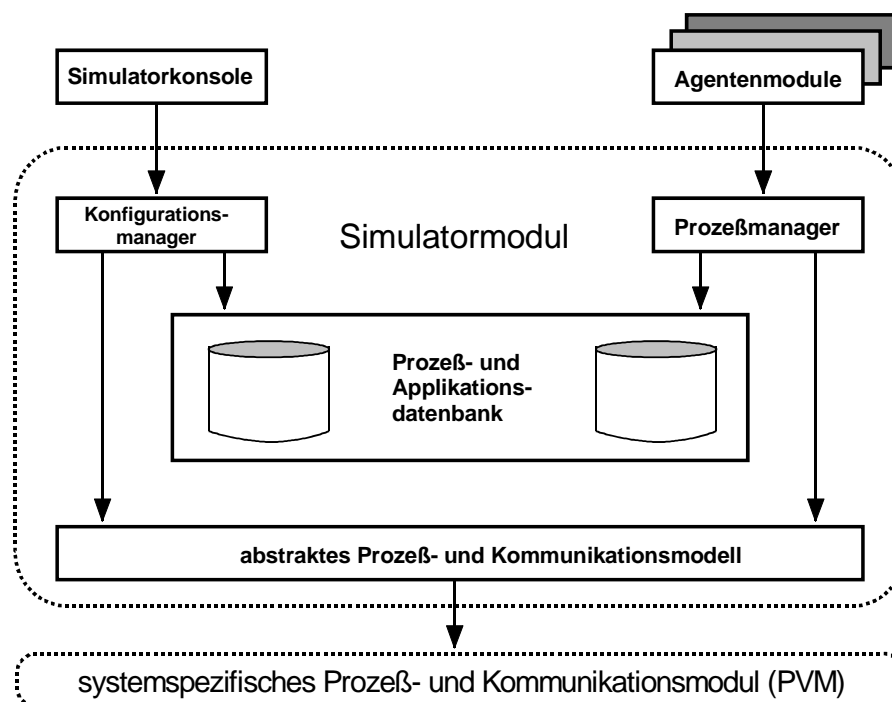 Simulatorkonsole
Agentenmodule
Konfigurations-
manager
Simulatormodul
Prozeßmanager
Prozeß- und
Applikations-
datenbank
abstraktes Prozeß- und Kommunikationsmodell
systemspezifisches Prozeß- und Kommunikationsmodul (PVM)